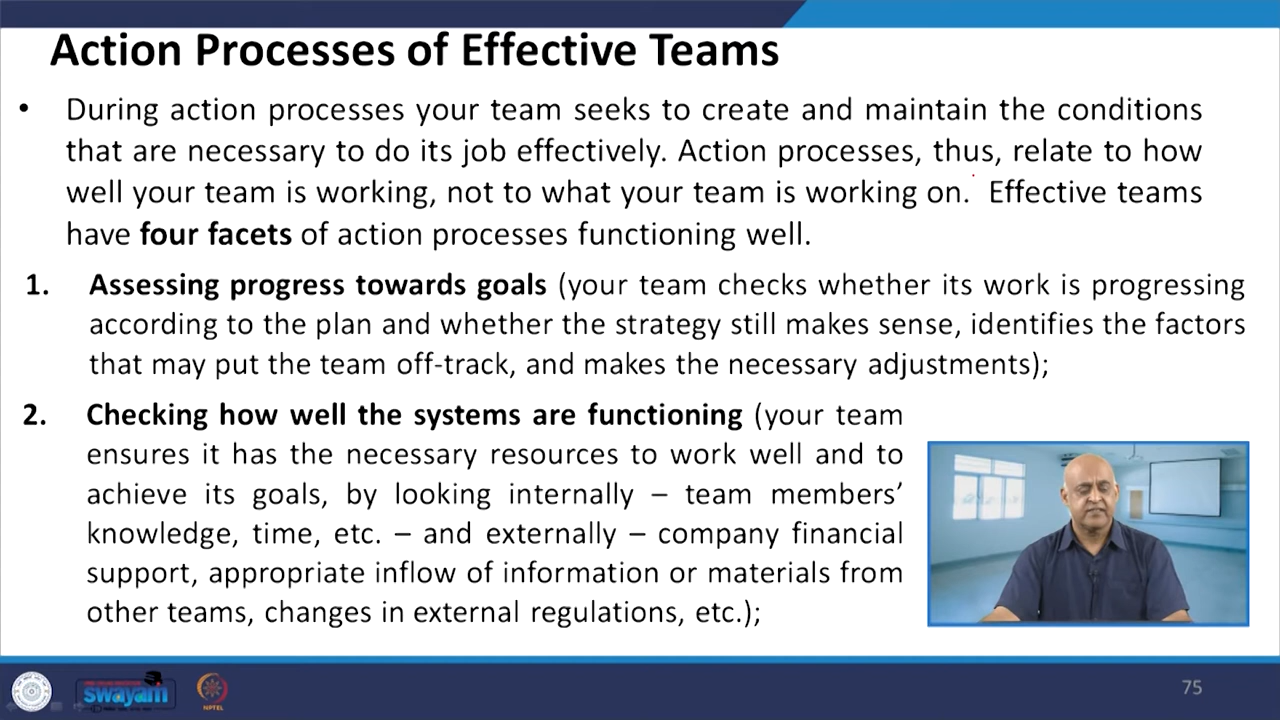 Action Processes of Effective Teams
• During action processes your team seeks to create and maintain the conditions
that are necessary to do its job effectively. Action processes, thus, relate to how
well your team is working, not to what your team is working on. Effective teams
have four facets of action processes functioning well.
1. Assessing progress towards goals (your team checks whether its work is progressing
according to the plan and whether the strategy still makes sense, identifies the factors
that may put the team off-track, and makes the necessary adjustments);
2. Checking how well the systems are functioning (your team
ensures it has the necessary resources to work well and to
achieve its goals, by looking internally – team members’
knowledge, time, etc. – and externally – company financial
support, appropriate inflow of information or materials from
other teams, changes in external regulations, etc.);
swayam
NPTEL
75